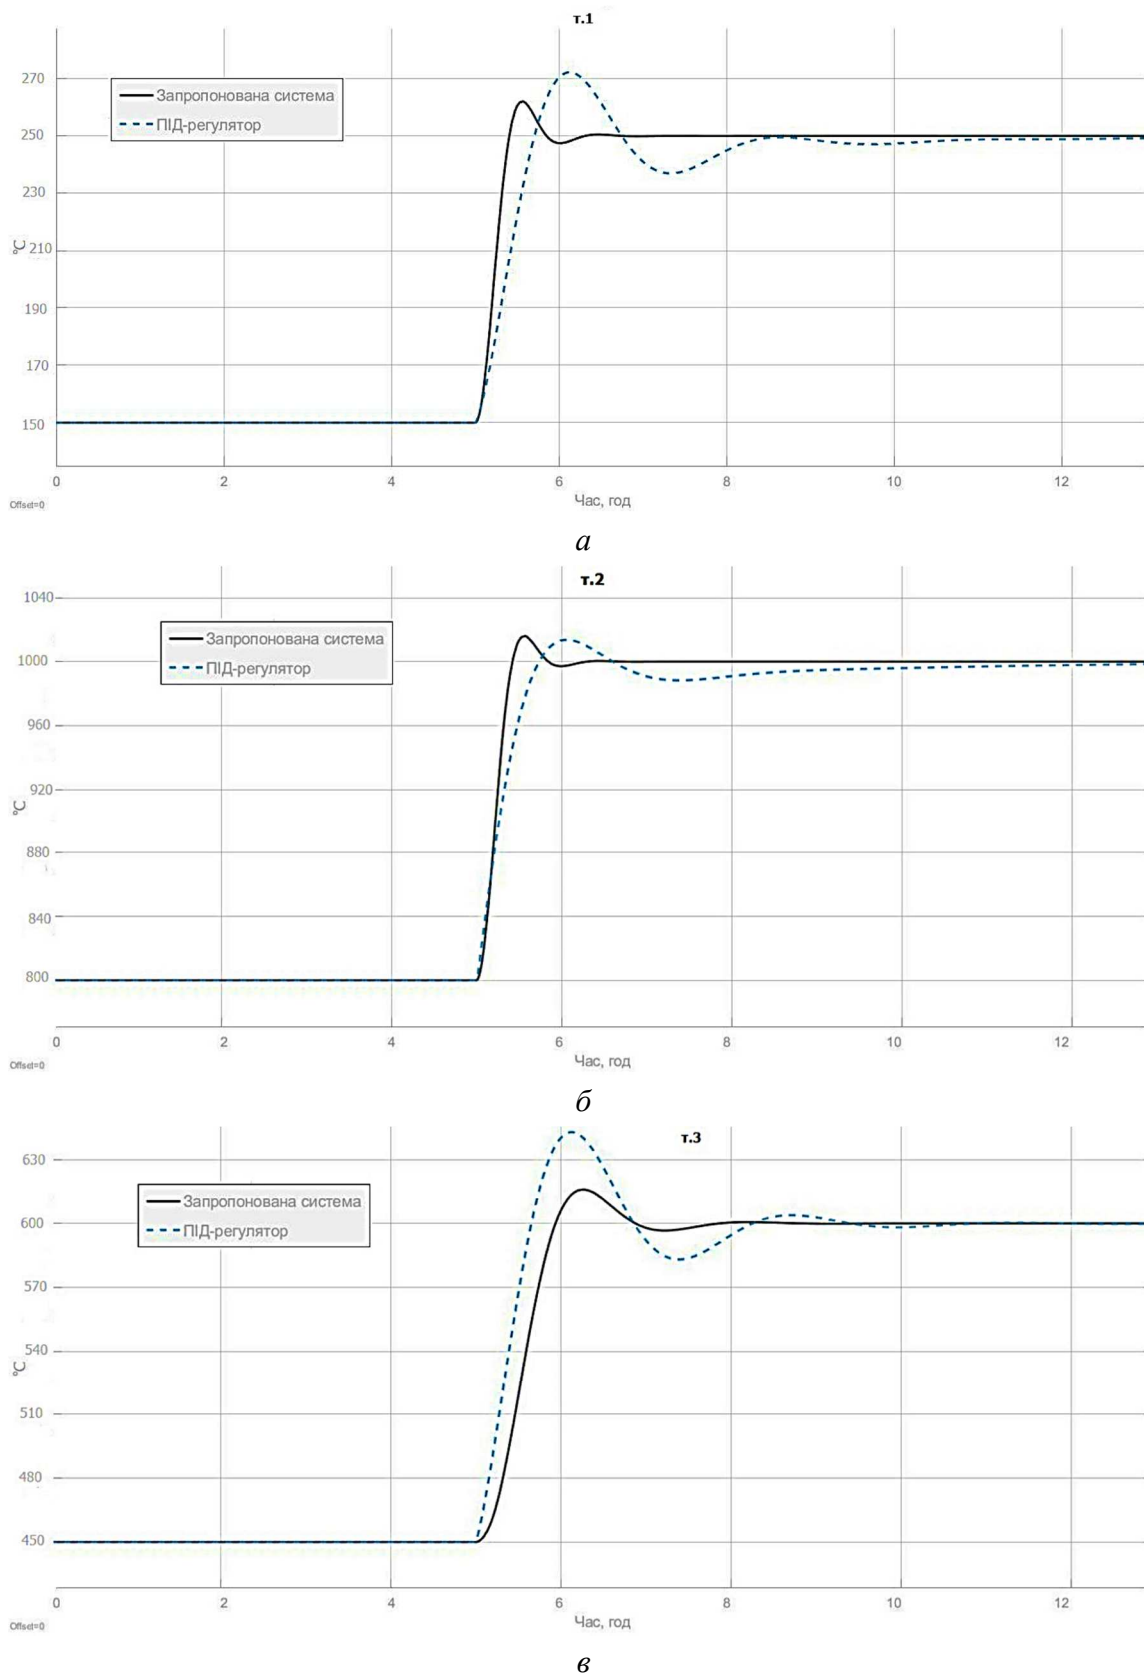 т.1
270
250
230
210
190
170
150
°C
Запропонована система
ПІД-регулятор
0 2 4 6 8 10 12
Час, год
Offset=0
а
т.2
1040
1000
960
920
880
840
800
°C
Запропонована система
ПІД-регулятор
0 2 4 6 8 10 12
Час, год
Offset=0
б
т.3
630
600
570
540
510
480
450
°C
Запропонована система
ПІД-регулятор
0 2 4 6 8 10 12
Час, год
Offset=0
в